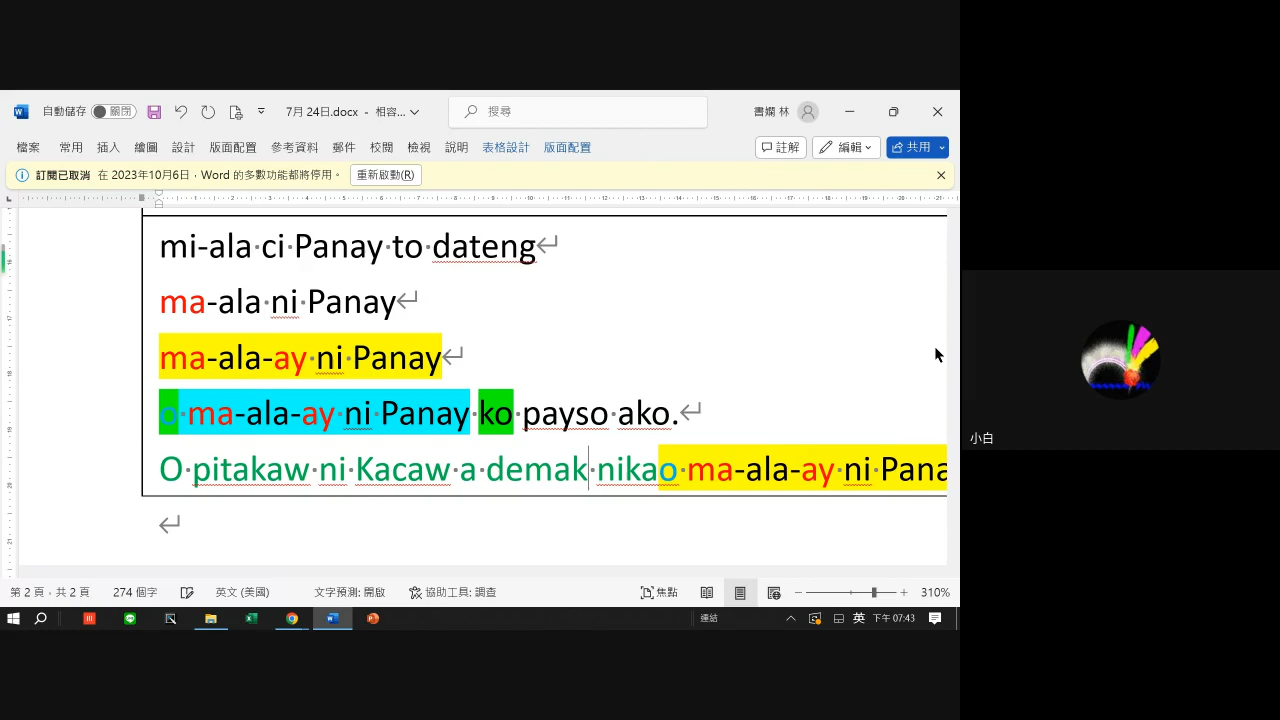 自動儲存 關閉 7月 24日.docx - 相容... 搜尋 書嫻 林
檔案 常用 插入 繪圖 設計 版面配置 參考資料 郵件 校閱 檢視 說明 表格設計 版面配置 註解 編輯 共用
訂閱已取消 在 2023年10月6日，Word 的多數功能都將停用。 重新啟動(R)
mi-ala ci Panay to dateng
ma-ala ni Panay
ma-ala-ay ni Panay
o ma-ala-ay ni Panay ko payso ako.
O pitakaw ni Kacaw a demak nikao ma-ala-ay ni Pana
小白
第 2 頁，共 2 頁 274 個字 英文 (美國) 文字預測: 開啟 協助工具: 調查 焦點 310%
連結 英 下午 07:43